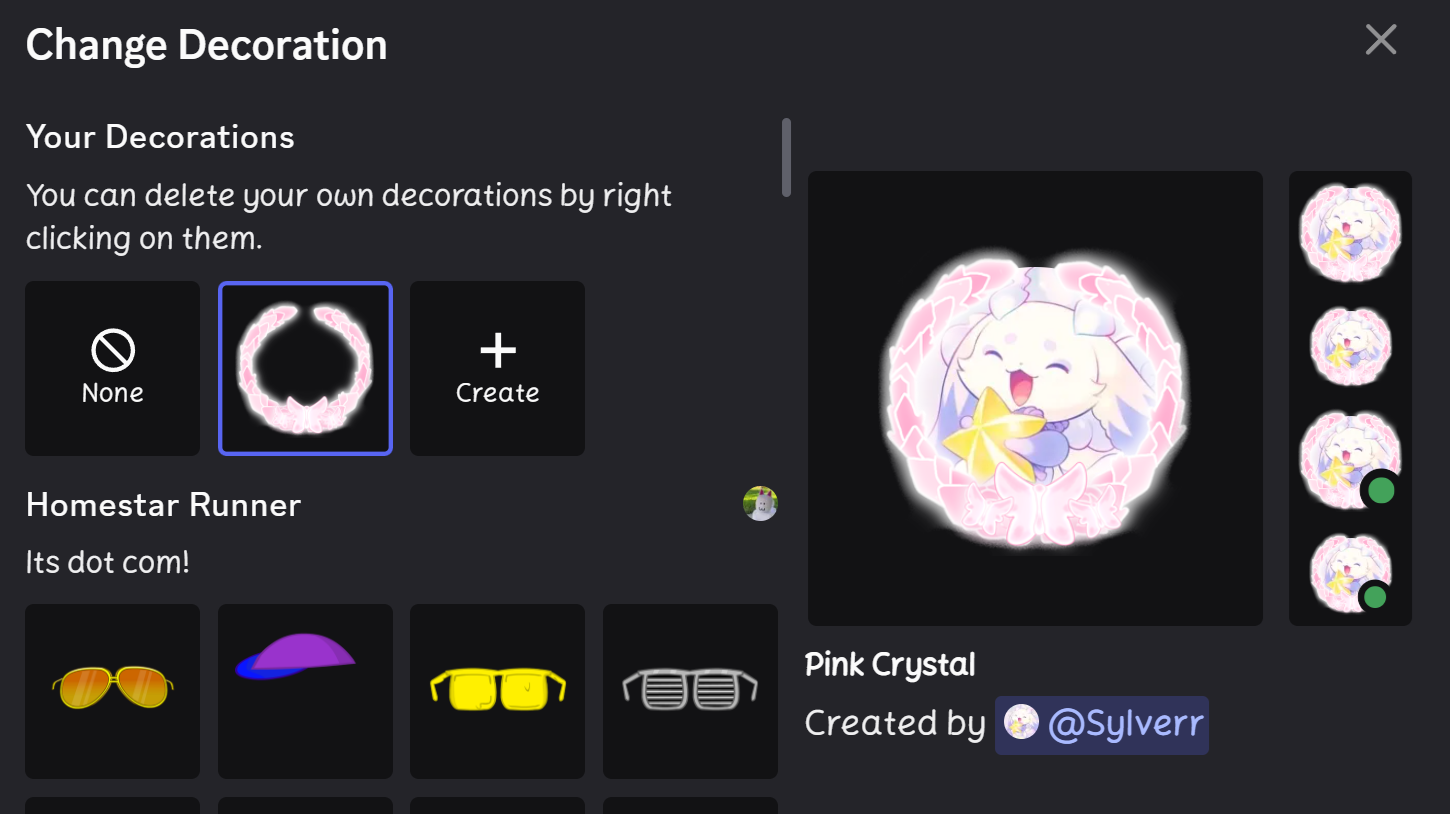 Change Decoration
Your Decorations
You can delete your own decorations by right
clicking on them.
None
Create
Homestar Runner
Its dot com!
Pink Crystal
Created by @Sylverr